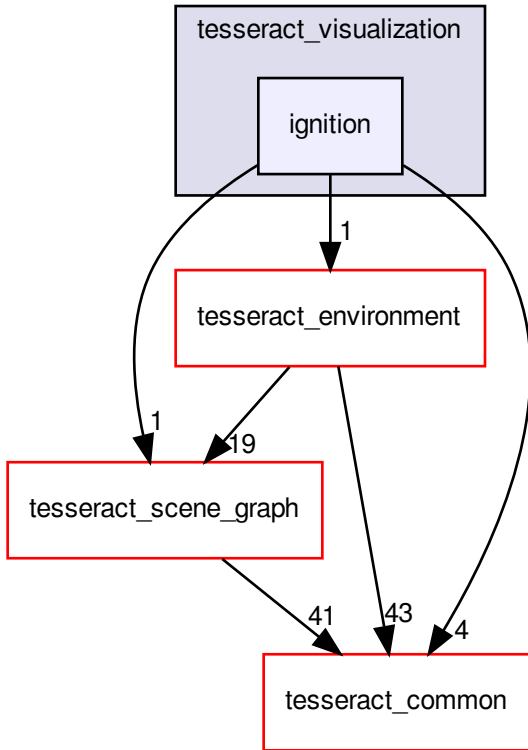 tesseract_visualization
ignition
1
tesseract_environment
1
19
tesseract_scene_graph
41
43
4
tesseract_common